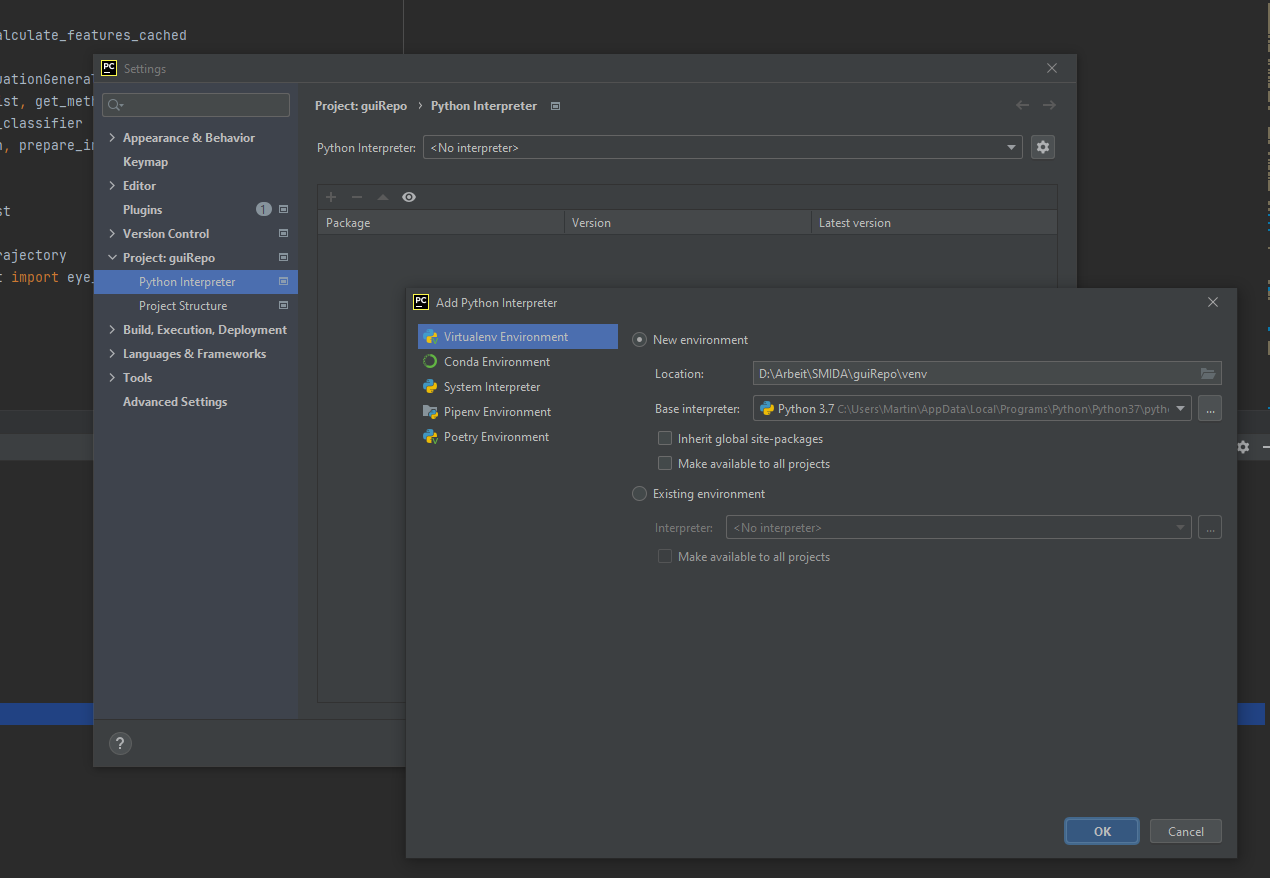 alculate_features_cached
uationGenerat
st, get_meth
_classifier
, prepare_in
st
rajectory
t import eye_
PC Settings
Appearance & Behavior
Keymap
Editor
Plugins 1
Version Control
Project: guiRepo
Python Interpreter
Project Structure
Build, Execution, Deployment
Languages & Frameworks
Tools
Advanced Settings
?
Project: guiRepo › Python Interpreter
Python Interpreter: <No interpreter>
Package Version Latest version
PC Add Python Interpreter
Virtualenv Environment
Conda Environment
System Interpreter
Pipenv Environment
Poetry Environment
New environment
Location: D:\Arbeit\SMIDA\guiRepo\venv
Base interpreter: Python 3.7 C:\Users\Martin\AppData\Local\Programs\Python\Python37\pytho ...
Inherit global site-packages
Make available to all projects
Existing environment
Interpreter: <No interpreter> ...
Make available to all projects
OK Cancel